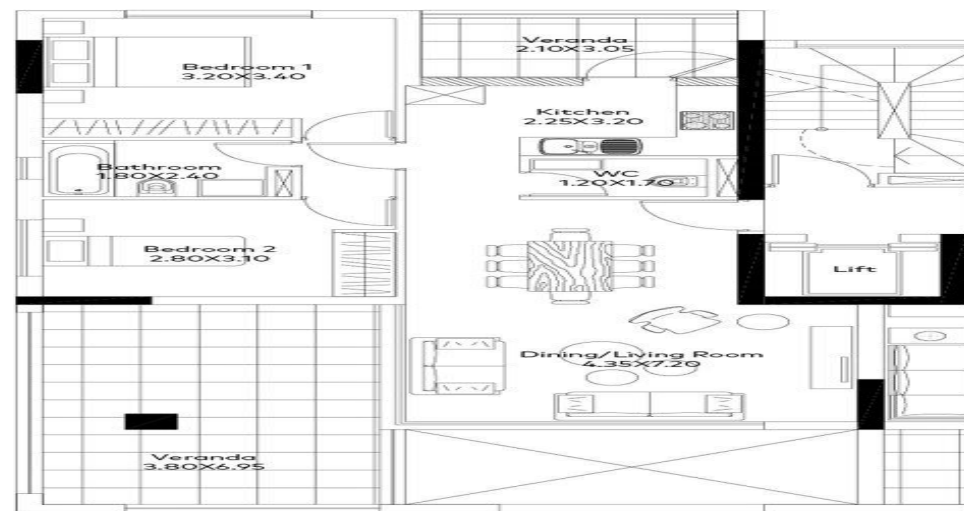 Veranda
2.10X3.05
Bedroom 1
3.20X3.40
Kitchen
2.25X3.20
Bathroom
1.80X2.40
WC
1.20X1.70
Bedroom 2
2.80X3.10
Lift
Dining/Living Room
4.35X7.20
Veranda
3.80X6.95